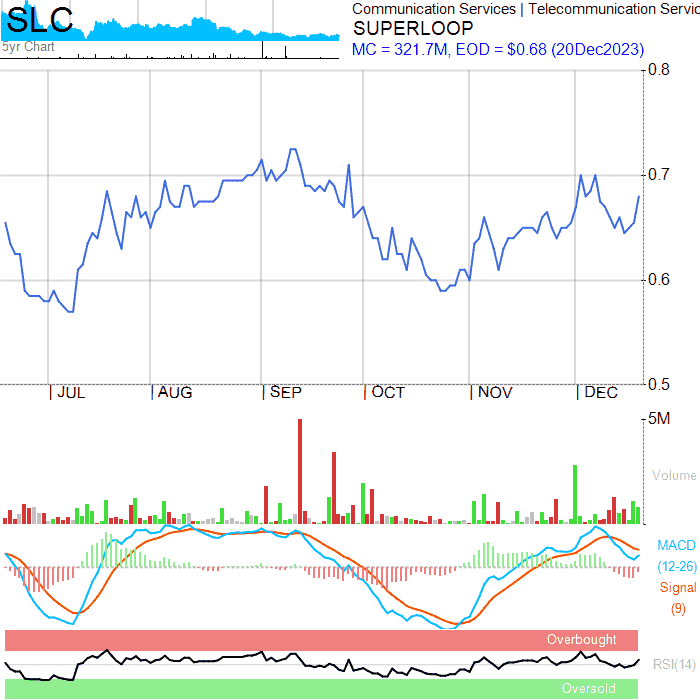 SLC
5yr Chart
Communication Services | Telecommunication Servic
SUPERLOOP
MC = 321.7M, EOD = $0.68 (20Dec2023)
0.8
0.7
0.6
0.5
JUL
AUG
SEP
OCT
NOV
DEC
5M
Volume
MACD
(12-26)
Signal
(9)
Overbought
RSI(14)
Oversold